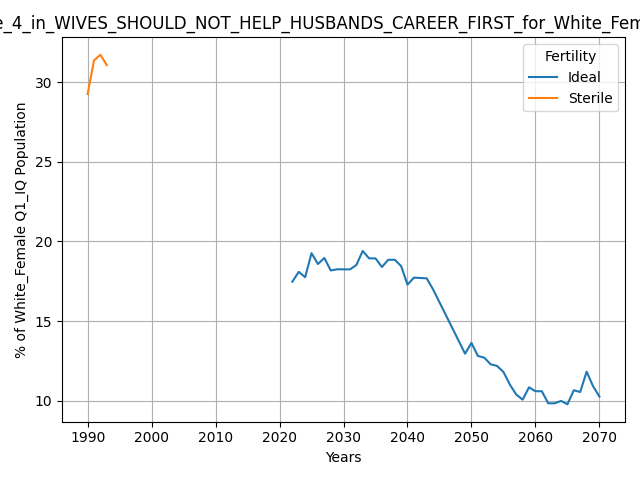 e_4_in_WIVES_SHOULD_NOT_HELP_HUSBANDS_CAREER_FIRST_for_White_Fem
Fertility
Ideal
Sterile
% of White_Female Q1_IQ Population
30
25
20
15
10
1990 2000 2010 2020 2030 2040 2050 2060 2070
Years